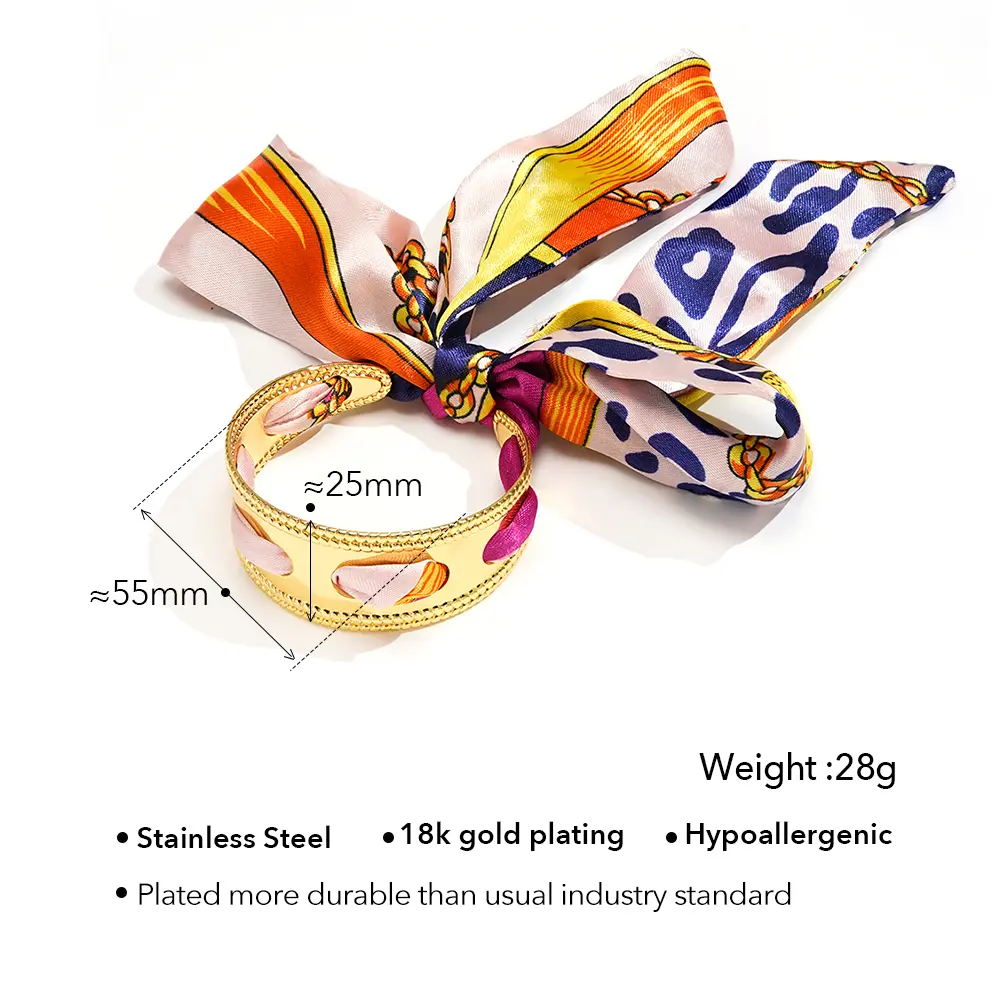 ≈25mm
≈55mm
Weight :28g
• Stainless Steel • 18k gold plating • Hypoallergenic
• Plated more durable than usual industry standard